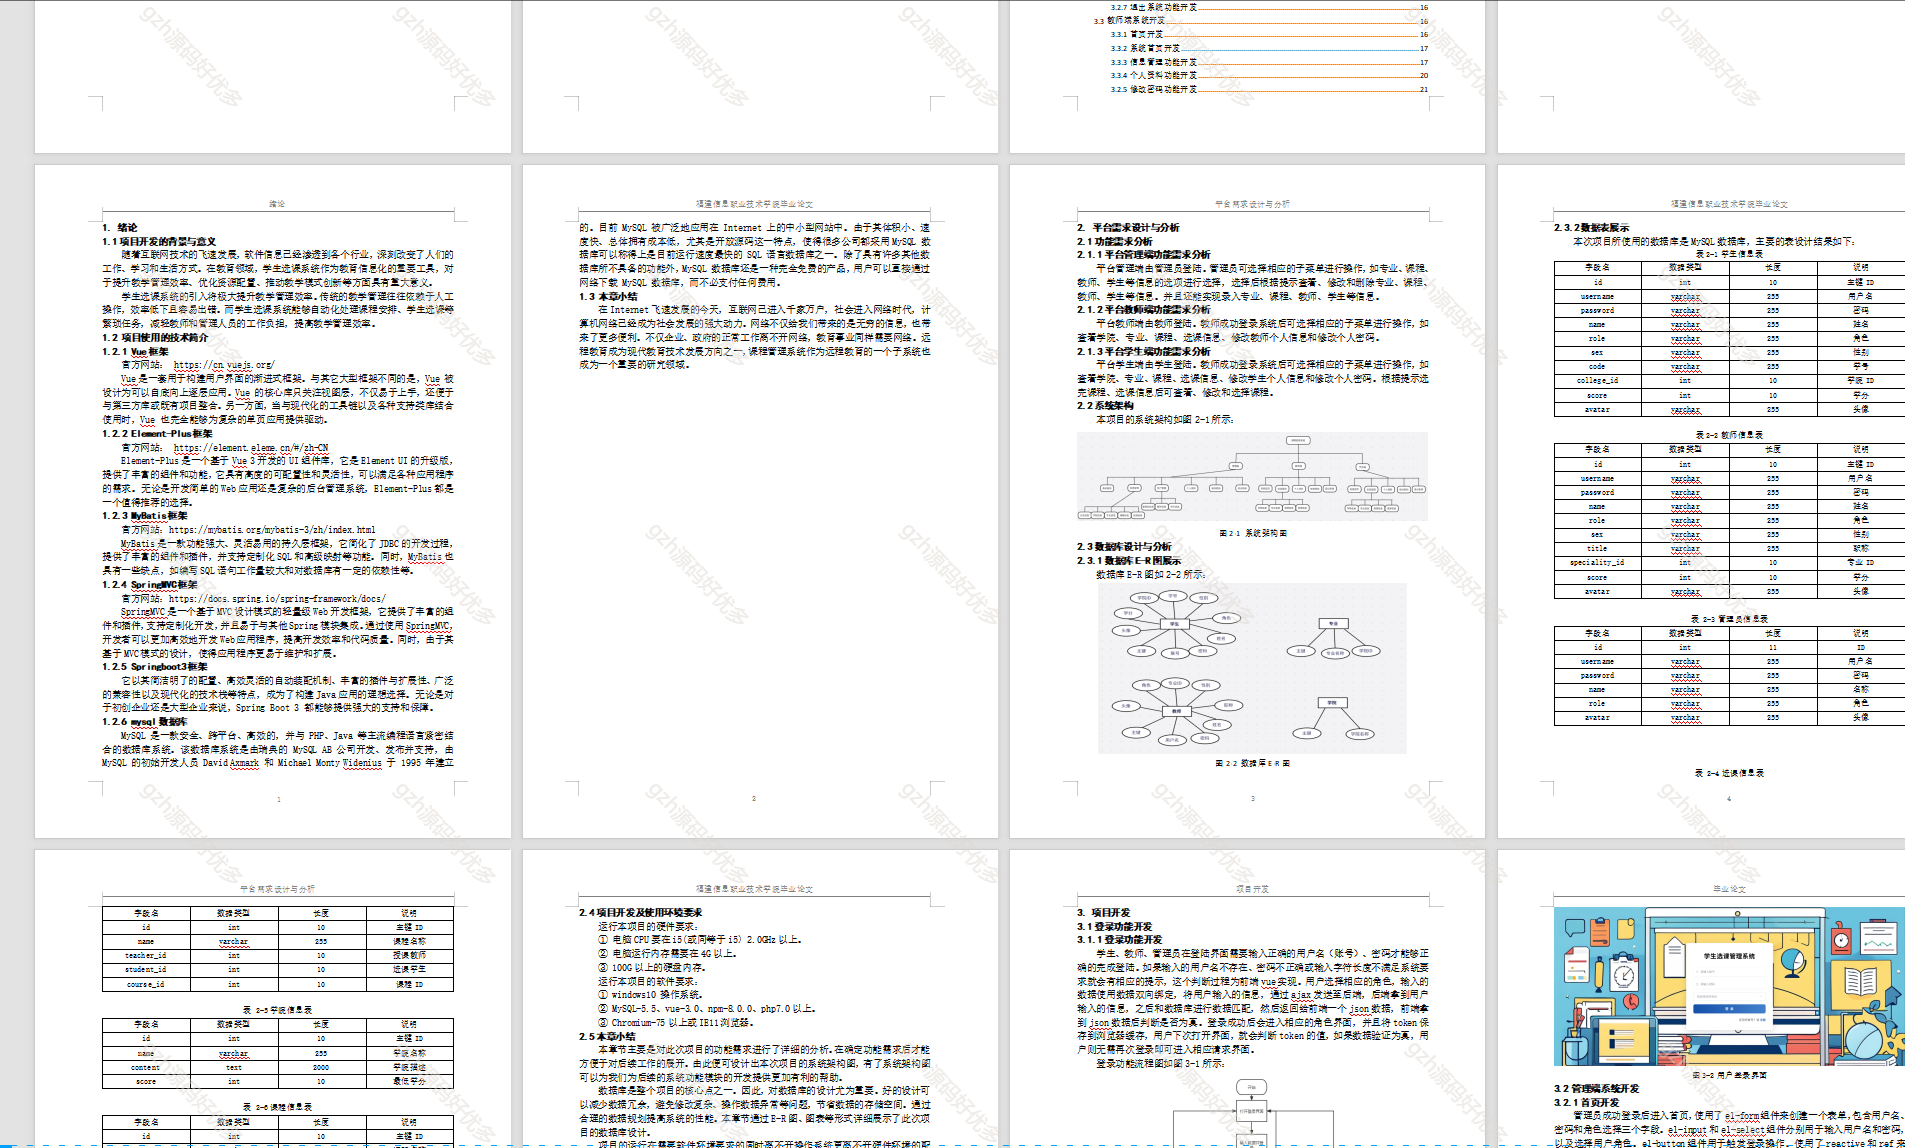 3.2.7 退出系统功能开发 16
3.3 教师端系统开发 16
3.3.1 首页开发 16
3.3.2 系统首页开发 17
3.3.3 信息管理功能开发 17
3.3.4 个人资料功能开发 20
3.2.5 修改密码功能开发 21
绪论
1. 绪论
1.1 项目开发的背景与意义
随着互联网技术的飞速发展，软件信息已经渗透到各个行业，深刻改变了人们的
工作、学习和生活方式。在教育领域，学生选课系统作为教育信息化的重要工具，对
于提升教学管理效率、优化资源配置、推动教学模式创新等方面具有重大意义。
学生选课系统的引入将极大提升教学管理效率。传统的教学管理往往依赖于人工
操作，效率低下且容易出错。而学生选课系统能够自动化处理课程安排、学生选课等
繁琐任务，减轻教师和管理人员的工作负担，提高教学管理效率。
1.2 项目使用的技术简介
1.2.1 Vue 框架
官方网站： https://cn.vuejs.org/
Vue 是一套用于构建用户界面的渐进式框架。与其它大型框架不同的是，Vue 被
设计为可以自底向上逐层应用。Vue 的核心库只关注视图层，不仅易于上手，还便于
与第三方库或既有项目整合。另一方面，当与现代化的工具链以及各种支持类库结合
使用时，Vue 也完全能够为复杂的单页应用提供驱动。
1.2.2 Element-Plus 框架
官方网站： https://element.eleme.cn/#/zh-CN
Element-Plus 是一个基于 Vue 3 开发的 UI 组件库，它是 Element UI 的升级版，
提供了丰富的组件和功能，它具有高度的可配置性和灵活性，可以满足各种应用程序
的需求。无论是开发简单的 Web 应用还是复杂的后台管理系统，Element-Plus 都是
一个值得推荐的选择。
1.2.3 MyBatis 框架
官方网站：https://mybatis.org/mybatis-3/zh/index.html
MyBatis 是一款功能强大、灵活易用的持久层框架，它简化了 JDBC 的开发过程，
提供了丰富的组件和插件，并支持定制化 SQL 和高级映射等功能。同时，MyBatis 也
具有一些缺点，如编写 SQL 语句工作量较大和对数据库有一定的依赖性等。
1.2.4 SpringMVC 框架
官方网站：https://docs.spring.io/spring-framework/docs/
SpringMVC 是一个基于 MVC 设计模式的轻量级 Web 开发框架，它提供了丰富的组
件和插件，支持定制化开发，并且易于与其他 Spring 模块集成。通过使用 SpringMVC，
开发者可以更加高效地开发 Web 应用程序，提高开发效率和代码质量。同时，由于其
基于 MVC 模式的设计，使得应用程序更易于维护和扩展。
1.2.5 Springboot3 框架
它以其简洁明了的配置、高效灵活的自动装配机制、丰富的插件与扩展性、广泛
的兼容性以及现代化的技术栈等特点，成为了构建 Java 应用的理想选择。无论是对
于初创企业还是大型企业来说，Spring Boot 3 都能够提供强大的支持和保障。
1.2.6 mysql 数据库
MySQL 是一款安全、跨平台、高效的，并与 PHP、Java 等主流编程语言紧密结
合的数据库系统。该数据库系统是由瑞典的 MySQL AB 公司开发、发布并支持，由
MySQL 的初始开发人员 David Axmark 和 Michael Monty Widenius 于 1995 年建立
1
福建信息职业技术学院毕业论文
的。目前 MySQL 被广泛地应用在 Internet 上的中小型网站中。由于其体积小、速
度快、总体拥有成本低，尤其是开放源码这一特点，使得很多公司都采用 MySQL 数
据库可以称得上是目前运行速度最快的 SQL 语言数据库之一。除了具有许多其他数
据库所不具备的功能外，MySQL 数据库还是一种完全免费的产品，用户可以直接通过
网络下载 MySQL 数据库，而不必支付任何费用。
1.3 本章小结
在 Internet 飞速发展的今天，互联网已进入千家万户，社会进入网络时代，计
算机网络已经成为社会发展的强大动力。网络不仅给我们带来的是无穷的信息，也带
来了更多便利。不仅企业、政府的正常工作离不开网络，教育事业同样需要网络。远
程教育成为现代教育技术发展方向之一，课程管理系统作为远程教育的一个子系统也
成为一个重要的研究领域。
2
平台需求设计与分析
2. 平台需求设计与分析
2.1 功能需求分析
2.1.1 平台管理端功能需求分析
平台管理端由管理员登陆。管理员可选择相应的子菜单进行操作，如专业、课程、
教师、学生等信息的选项进行选择，选择后根据提示查看、修改和删除专业、课程、
教师、学生等信息。并且还能实现录入专业、课程、教师、学生等信息。
2.1.2 平台教师端功能需求分析
平台教师端由教师登陆。教师成功登录系统后可选择相应的子菜单进行操作，如
查看学院、专业、课程、选课信息、修改教师个人信息和修改个人密码。
2.1.3 平台学生端功能需求分析
平台学生端由学生登陆。教师成功登录系统后可选择相应的子菜单进行操作，如
查看学院、专业、课程、选课信息、修改学生个人信息和修改个人密码。根据提示选
完课程、选课信息后可查看、修改和选择课程。
2.2 系统架构
本项目的系统架构如图 2-1 所示：
图 2-1 系统架构图
2.3 数据库设计与分析
2.3.1 数据库 E-R 图展示
数据库 E-R 图如 2-2 所示：
学院ID 学号 性别
学分 角色
头像 学生 姓名
主键 账号 密码
专业
主键 专业名称 学院ID
角色 专业ID 性别
头像 教师 职称
姓名
主键 用户名 密码
学院
主键 学院名称
图 2-2 数据库 E-R 图
3
福建信息职业技术学院毕业论文
2.3.2 数据表展示
本次项目所使用的数据库是 MySQL 数据库，主要的表设计结果如下：
表 2-1 学生信息表
字段名 数据类型 长度 说明
id int 10 主键 ID
username varchar 255 用户名
password varchar 255 密码
name varchar 255 姓名
role varchar 255 角色
sex varchar 255 性别
code varchar 255 学号
college_id int 10 学院 ID
score int 10 学分
avatar varchar 255 头像
表 2-2 教师信息表
字段名 数据类型 长度 说明
id int 10 主键 ID
username varchar 255 用户名
password varchar 255 密码
name varchar 255 姓名
role varchar 255 角色
sex varchar 255 性别
title varchar 255 职称
speciality_id int 10 专业 ID
score int 10 学分
avatar varchar 255 头像
表 2-3 管理员信息表
字段名 数据类型 长度 说明
id int 11 ID
username varchar 255 用户名
password varchar 255 密码
name varchar 255 名称
role varchar 255 角色
avatar varchar 255 头像
表 2-4 选课信息表
4
平台需求设计与分析
字段名 数据类型 长度 说明
id int 10 主键 ID
name varchar 255 课程名称
teacher_id int 10 授课教师
student_id int 10 选课学生
course_id int 10 课程 ID
表 2-5 学院信息表
字段名 数据类型 长度 说明
id int 10 主键 ID
name varchar 255 学院名称
content text 2000 学院描述
score int 10 最低学分
表 2-6 课程信息表
字段名 数据类型 长度 说明
id int 10 主键 ID
福建信息职业技术学院毕业论文
2.4 项目开发及使用环境要求
运行本项目的硬件要求：
① 电脑 CPU 要在 i5(或同等于 i5) 2.0GHz 以上。
② 电脑运行内存需要在 4G 以上。
③ 100G 以上的硬盘内存。
运行本项目的软件要求：
① windows10 操作系统。
② MySQL-5.5、vue-3.0、npm-8.0.0、php7.0 以上。
③ Chromium-75 以上或 IE11 浏览器。
2.5 本章小结
本章节主要是对此次项目的功能需求进行了详细的分析。在确定功能需求后才能
方便于对后续工作的展开。由此便可设计出本次项目的系统架构图，有了系统架构图
可以为我们为后续的系统功能模块的开发提供更加有利的帮助。
数据库是整个项目的核心点之一。因此，对数据库的设计尤为重要。好的设计可
以减少数据冗余，避免修改复杂、操作数据异常等问题，节省数据的存储空间。通过
合理的数据规划提高系统的性能。本章节通过 E-R 图、图表等形式详细展示了此次项
目的数据库设计。
项目的运行在需要软件环境要求的同时离不开操作系统更离不开硬件环境的配
项目开发
3. 项目开发
3.1 登录功能开发
3.1.1 登录功能开发
学生、教师、管理员在登陆界面需要输入正确的用户名（账号）、密码才能够正
确的完成登陆。如果输入的用户名不存在、密码不正确或输入字符长度不满足系统要
求就会有相应的提示，这个判断过程为前端 vue 实现。用户选择相应的角色，输入的
数据使用数据双向绑定，将用户输入的信息，通过 ajax 发送至后端，后端拿到用户
输入的信息，之后和数据库进行数据匹配，然后返回给前端一个 json 数据，前端拿
到 json 数据后判断是否为真。登录成功后会进入相应的角色界面，并且将 token 保
存到浏览器缓存，用户下次打开界面，就会判断 token 的值，如果数据验证为真，用
户则无需再次登录即可进入相应请求界面。
登录功能流程图如图 3-1 所示：
开始
打开登录界面
毕业论文
学生选课管理系统
图 3-2 用户登录界面
3.2 管理端系统开发
3.2.1 首页开发
管理员成功登录后进入首页，使用了 el-form 组件来创建一个表单，包含用户名、
密码和角色选择三个字段。el-input 和 el-select 组件分别用于输入用户名和密码，
以及选择用户角色。el-button 组件用于触发登录操作。使用了 reactive 和 ref 来
gzh源码好优多